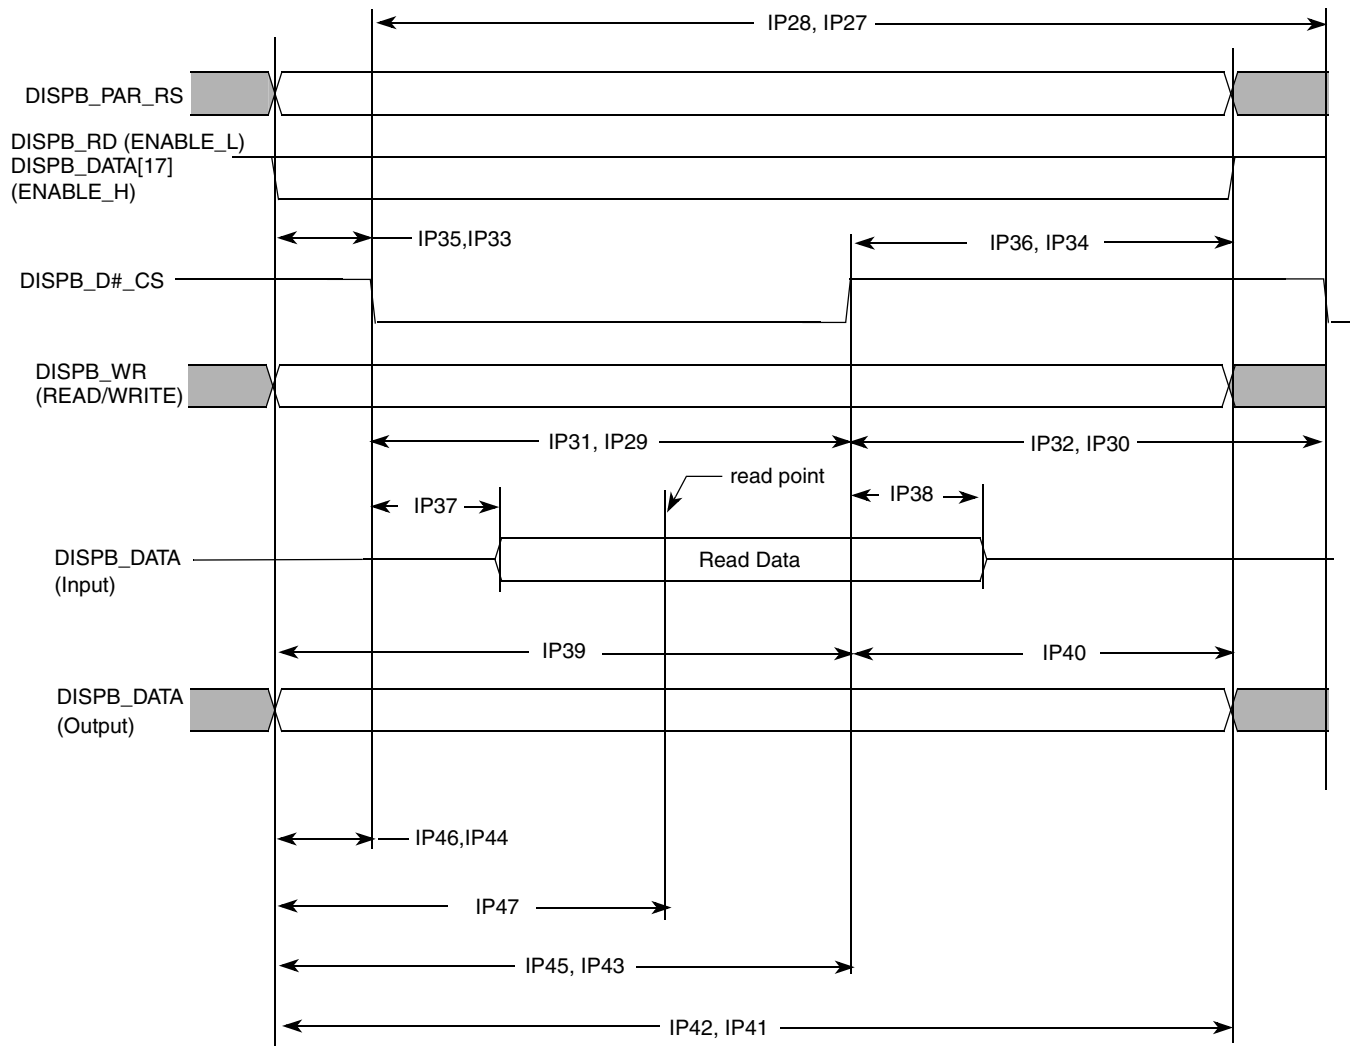 IP28, IP27
DISPB_PAR_RS
DISPB_RD (ENABLE_L)
DISPB_DATA[17]
(ENABLE_H)
IP35,IP33
IP36, IP34
DISPB_D#_CS
DISPB_WR
(READ/WRITE)
IP31, IP29
IP32, IP30
read point
IP37
IP38
DISPB_DATA
(Input)
Read Data
IP39
IP40
DISPB_DATA
(Output)
IP46,IP44
IP47
IP45, IP43
IP42, IP41